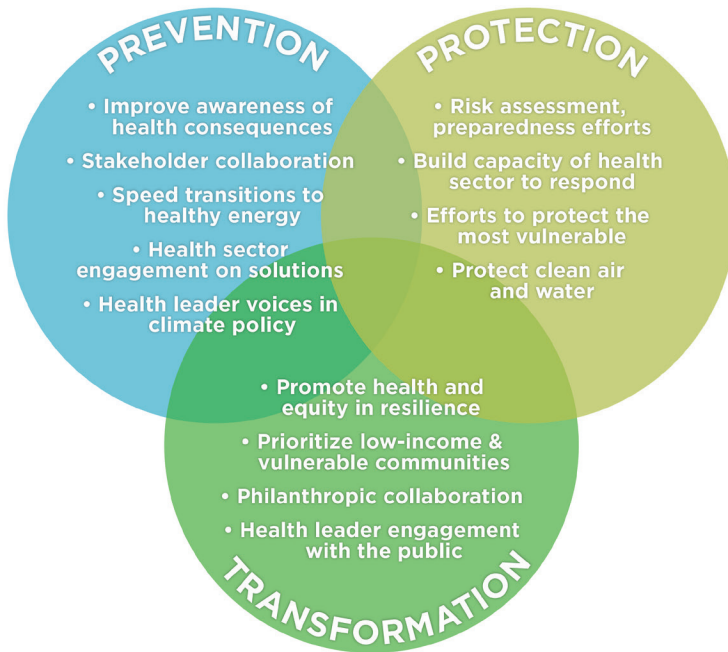 PREVENTION
• Improve awareness of
health consequences
• Stakeholder collaboration
• Speed transitions to
healthy energy
• Health sector
engagement on solutions
• Health leader voices in
climate policy
PROTECTION
• Risk assessment,
preparedness efforts
• Build capacity of health
sector to respond
• Efforts to protect the
most vulnerable
• Protect clean air
and water
• Promote health and
equity in resilience
• Prioritize low-income &
vulnerable communities
• Philanthropic collaboration
• Health leader engagement
with the public
TRANSFORMATION